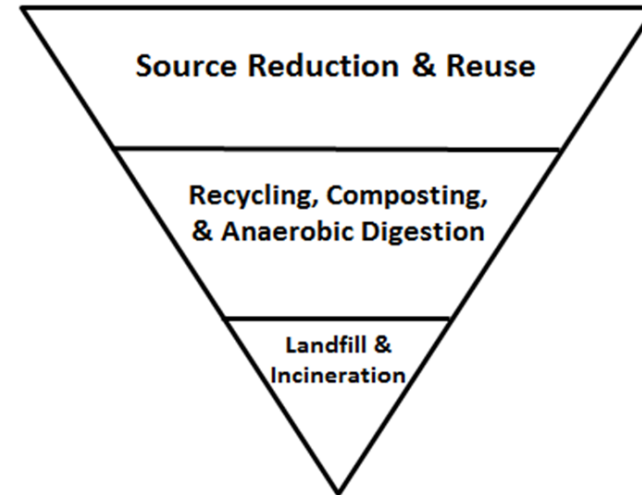 Source Reduction & Reuse
Recycling, Composting,
& Anaerobic Digestion
Landfill &
Incineration